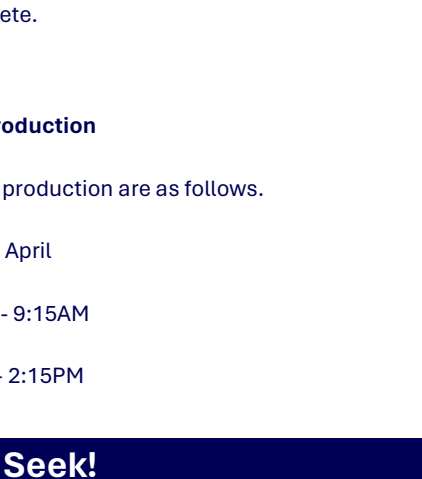 ete.
roduction
production are as follows.
April
- 9:15AM
- 2:15PM
Seek!